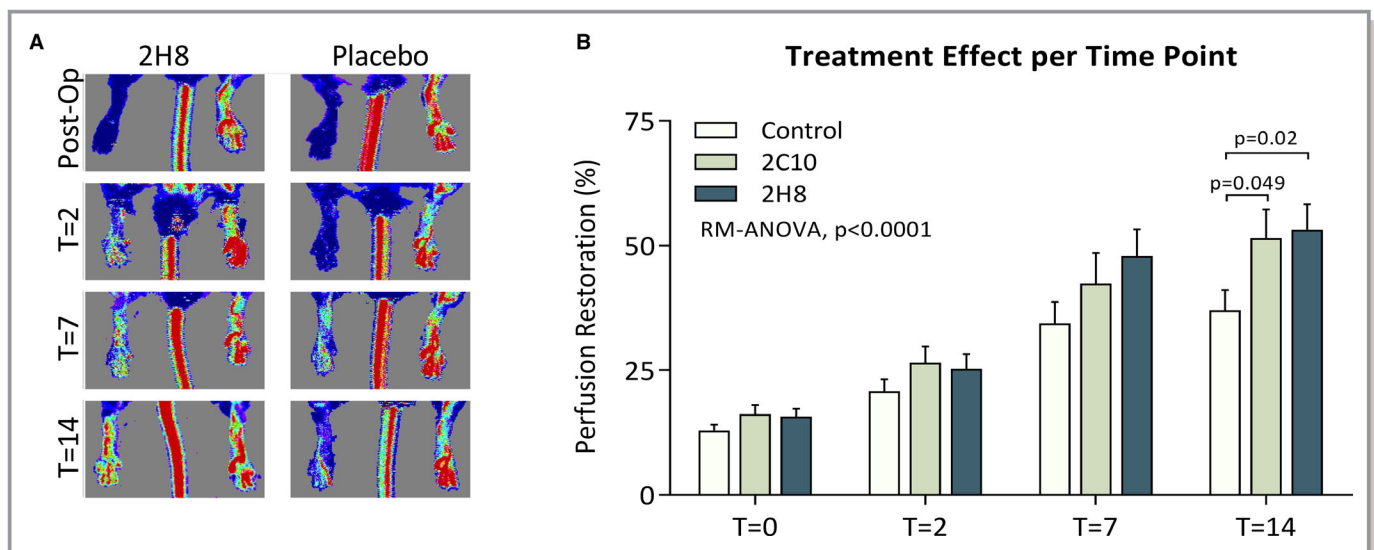 A
2H8
Placebo
Post-Op
T=2
T=7
T=14
B
Treatment Effect per Time Point
Perfusion Restoration (%)
75
50
25
0
Control
2C10
2H8
RM-ANOVA, p<0.0001
p=0.02
p=0.049
T=0
T=2
T=7
T=14